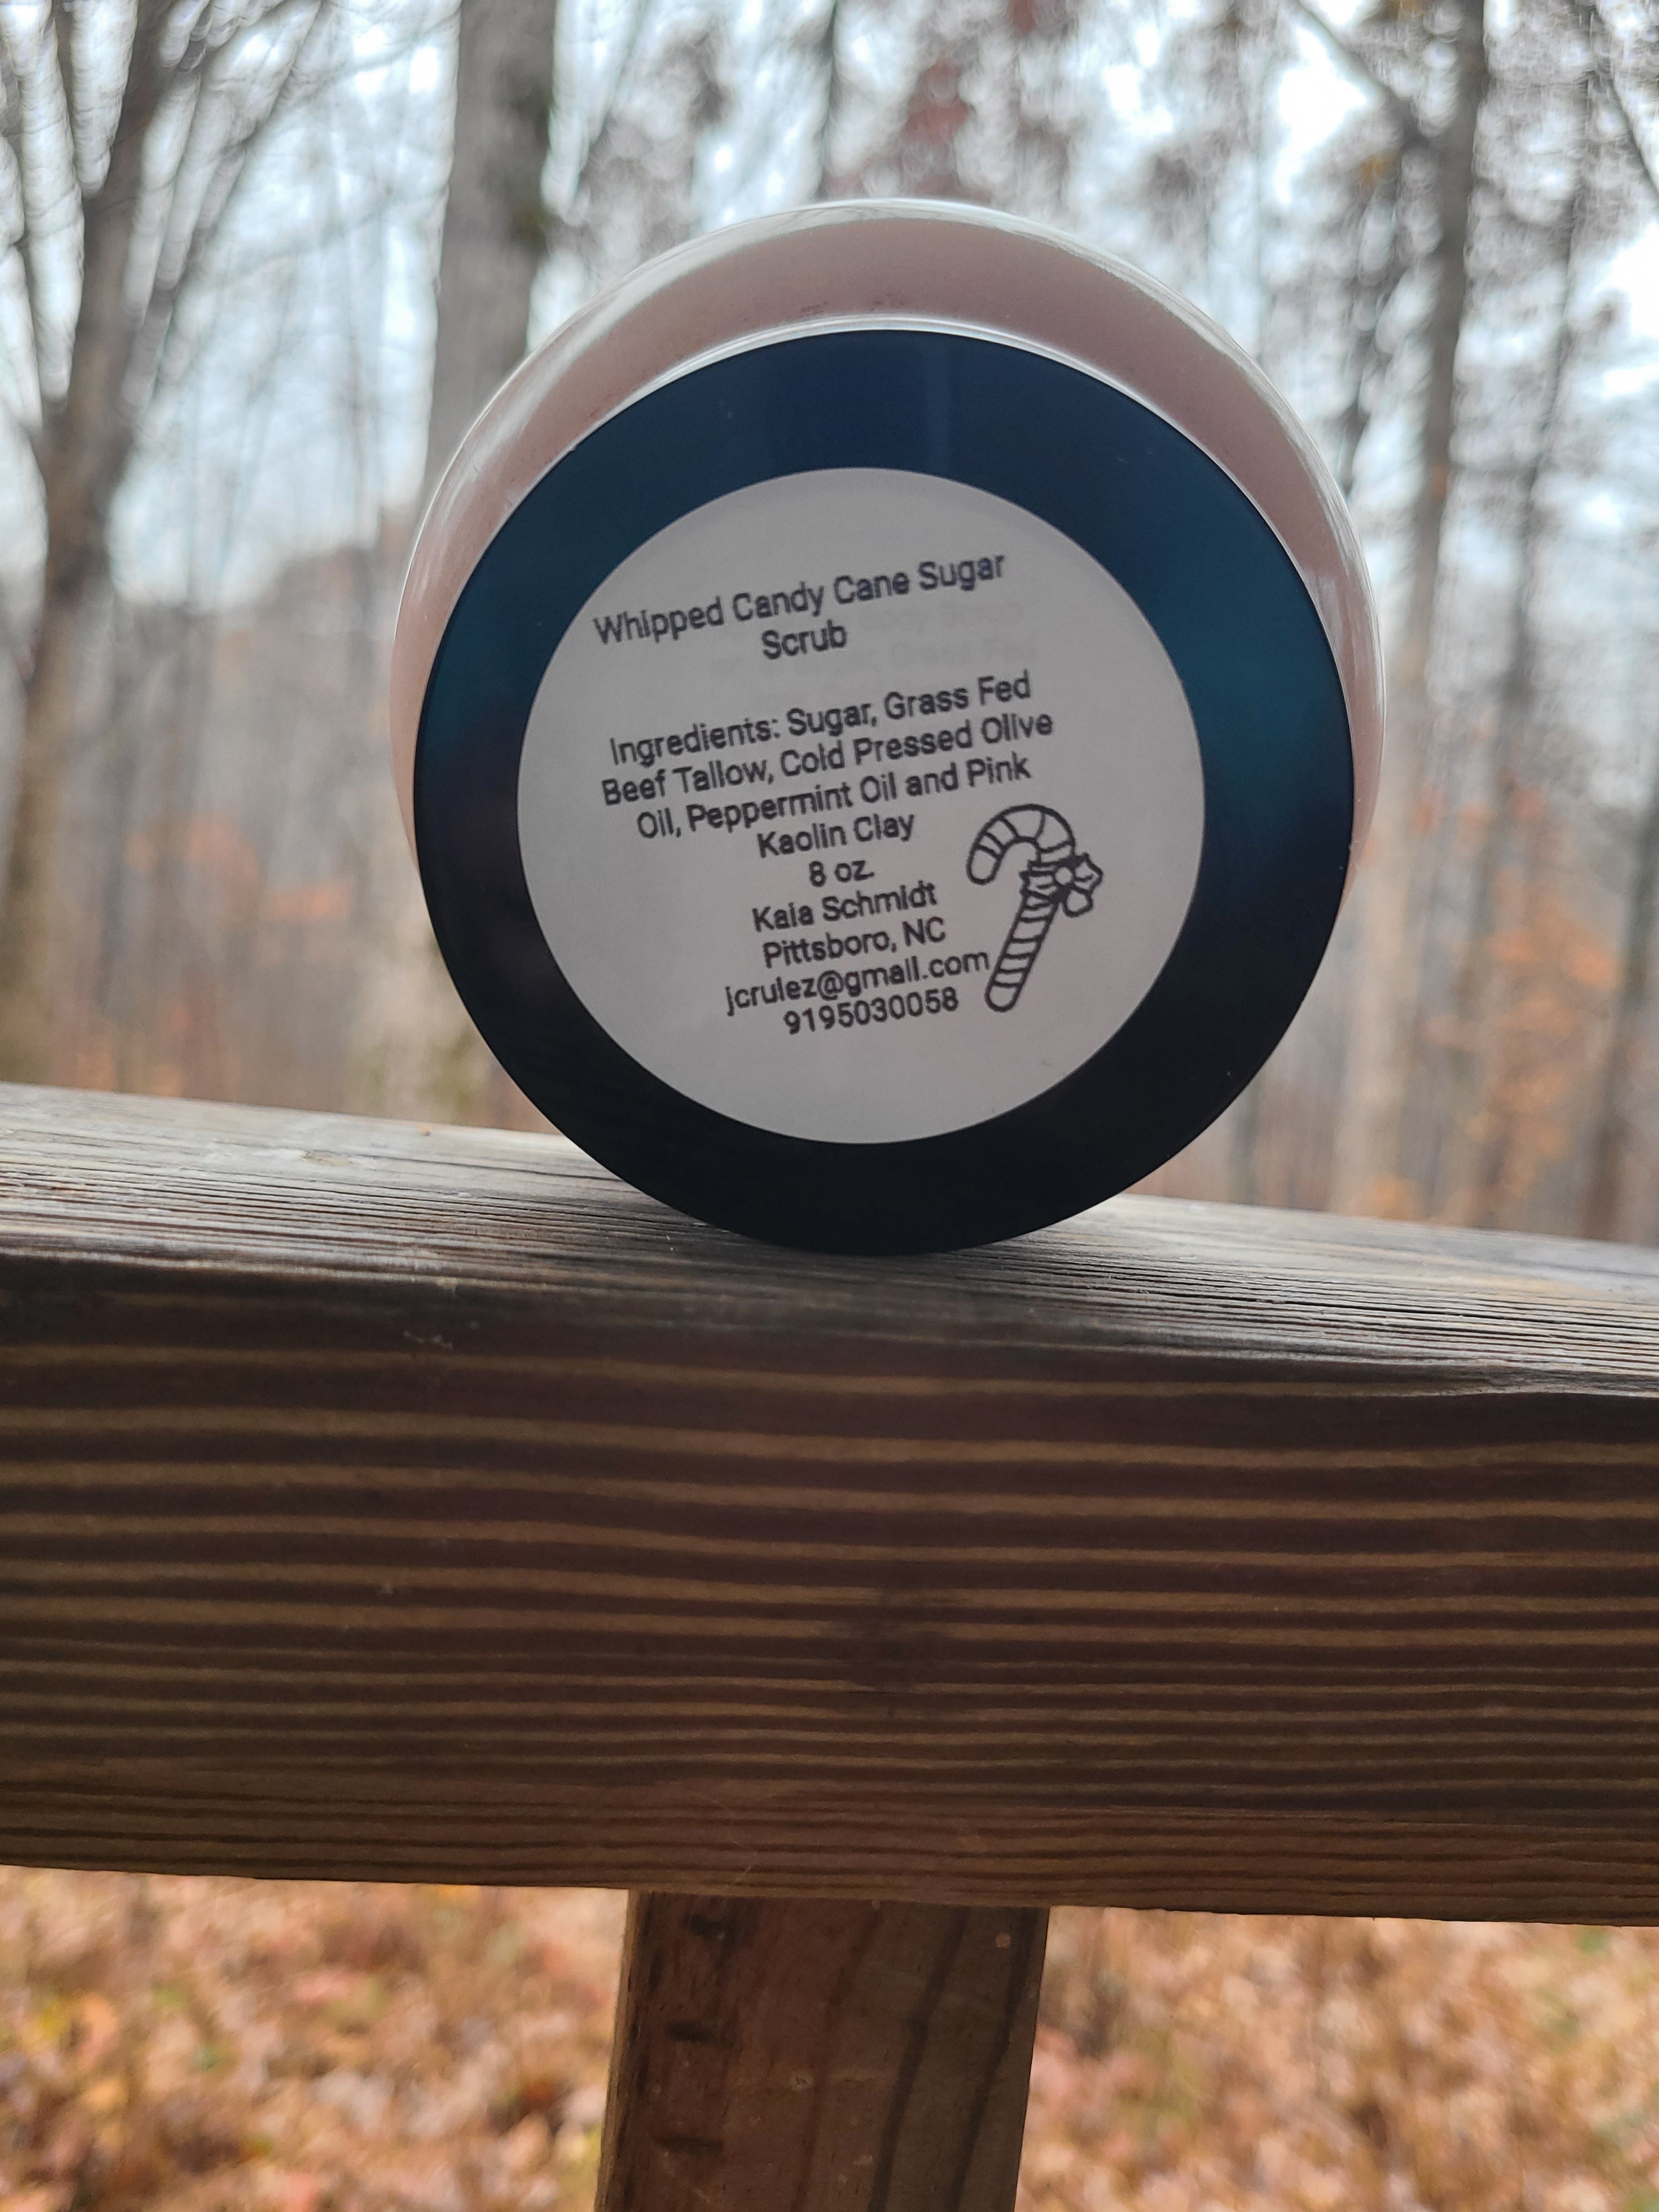 Whipped Candy Cane Sugar
Scrub
Ingredients: Sugar, Grass Fed
Beef Tallow, Cold Pressed Olive
Oil, Peppermint Oil and Pink
Kaolin Clay
8 oz.
Kaia Schmidt
Pittsboro, NC
jcrulez@gmail.com
9195030058